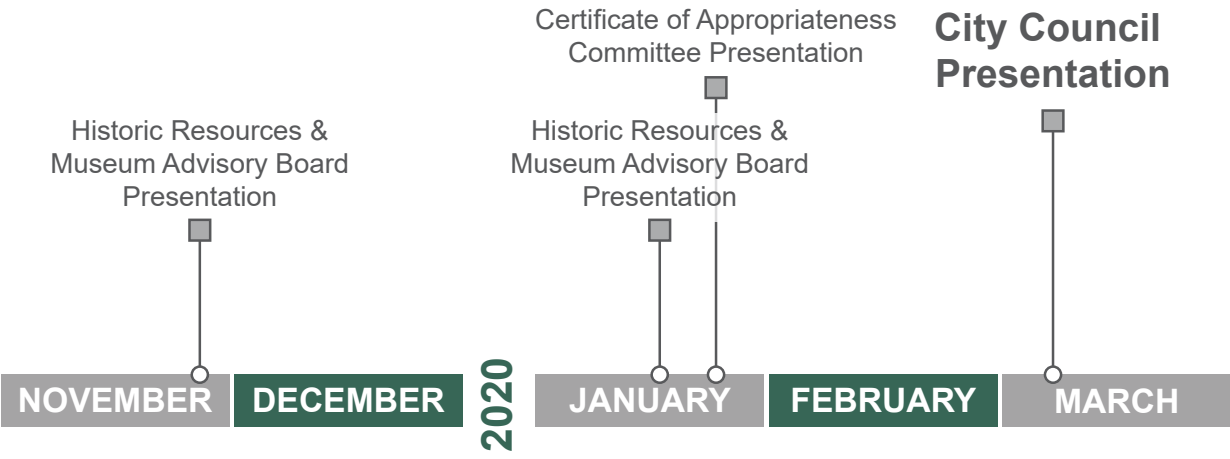 Certificate of Appropriateness
Committee Presentation
City Council
Presentation
Historic Resources &
Museum Advisory Board
Presentation
Historic Resources &
Museum Advisory Board
Presentation
NOVEMBER
DECEMBER
2020
JANUARY
FEBRUARY
MARCH